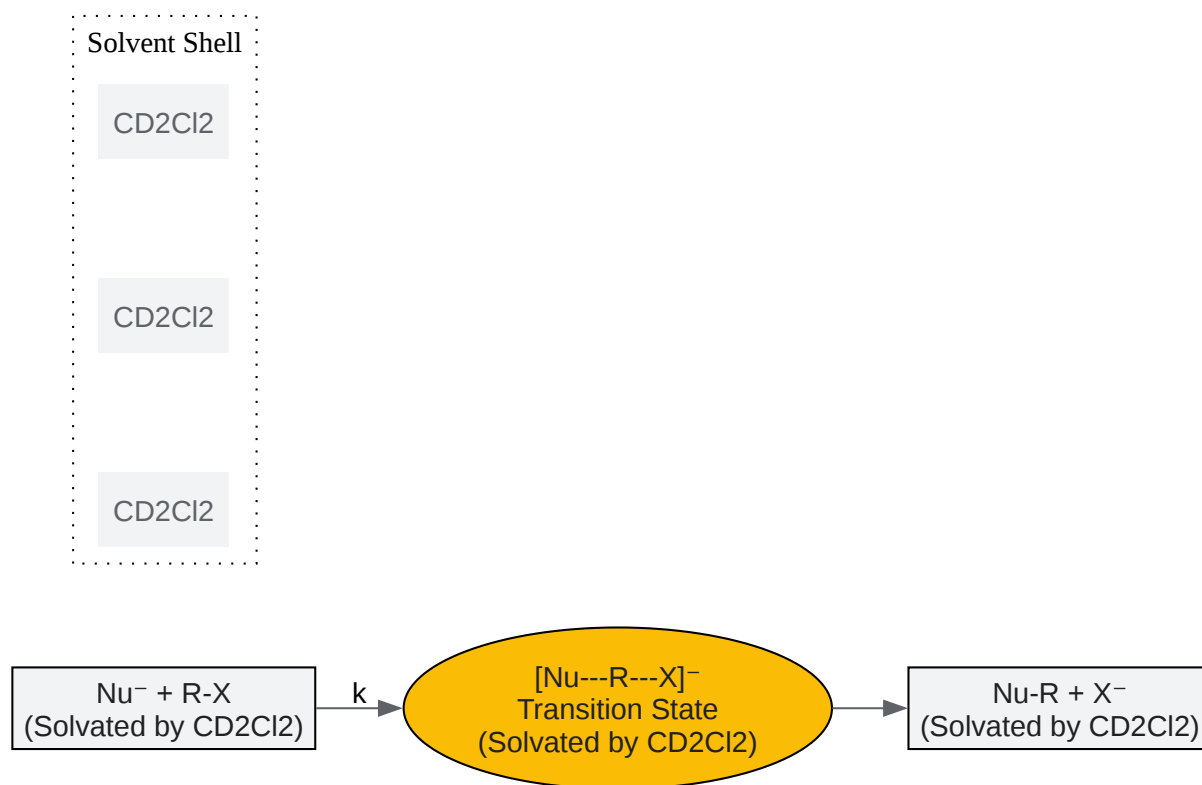 Solvent Shell
CD2Cl2
CD2Cl2
CD2Cl2
Nu⁻ + R-X
(Solvated by CD2Cl2)
k
[Nu---R---X]⁻
Transition State
(Solvated by CD2Cl2)
Nu-R + X⁻
(Solvated by CD2Cl2)